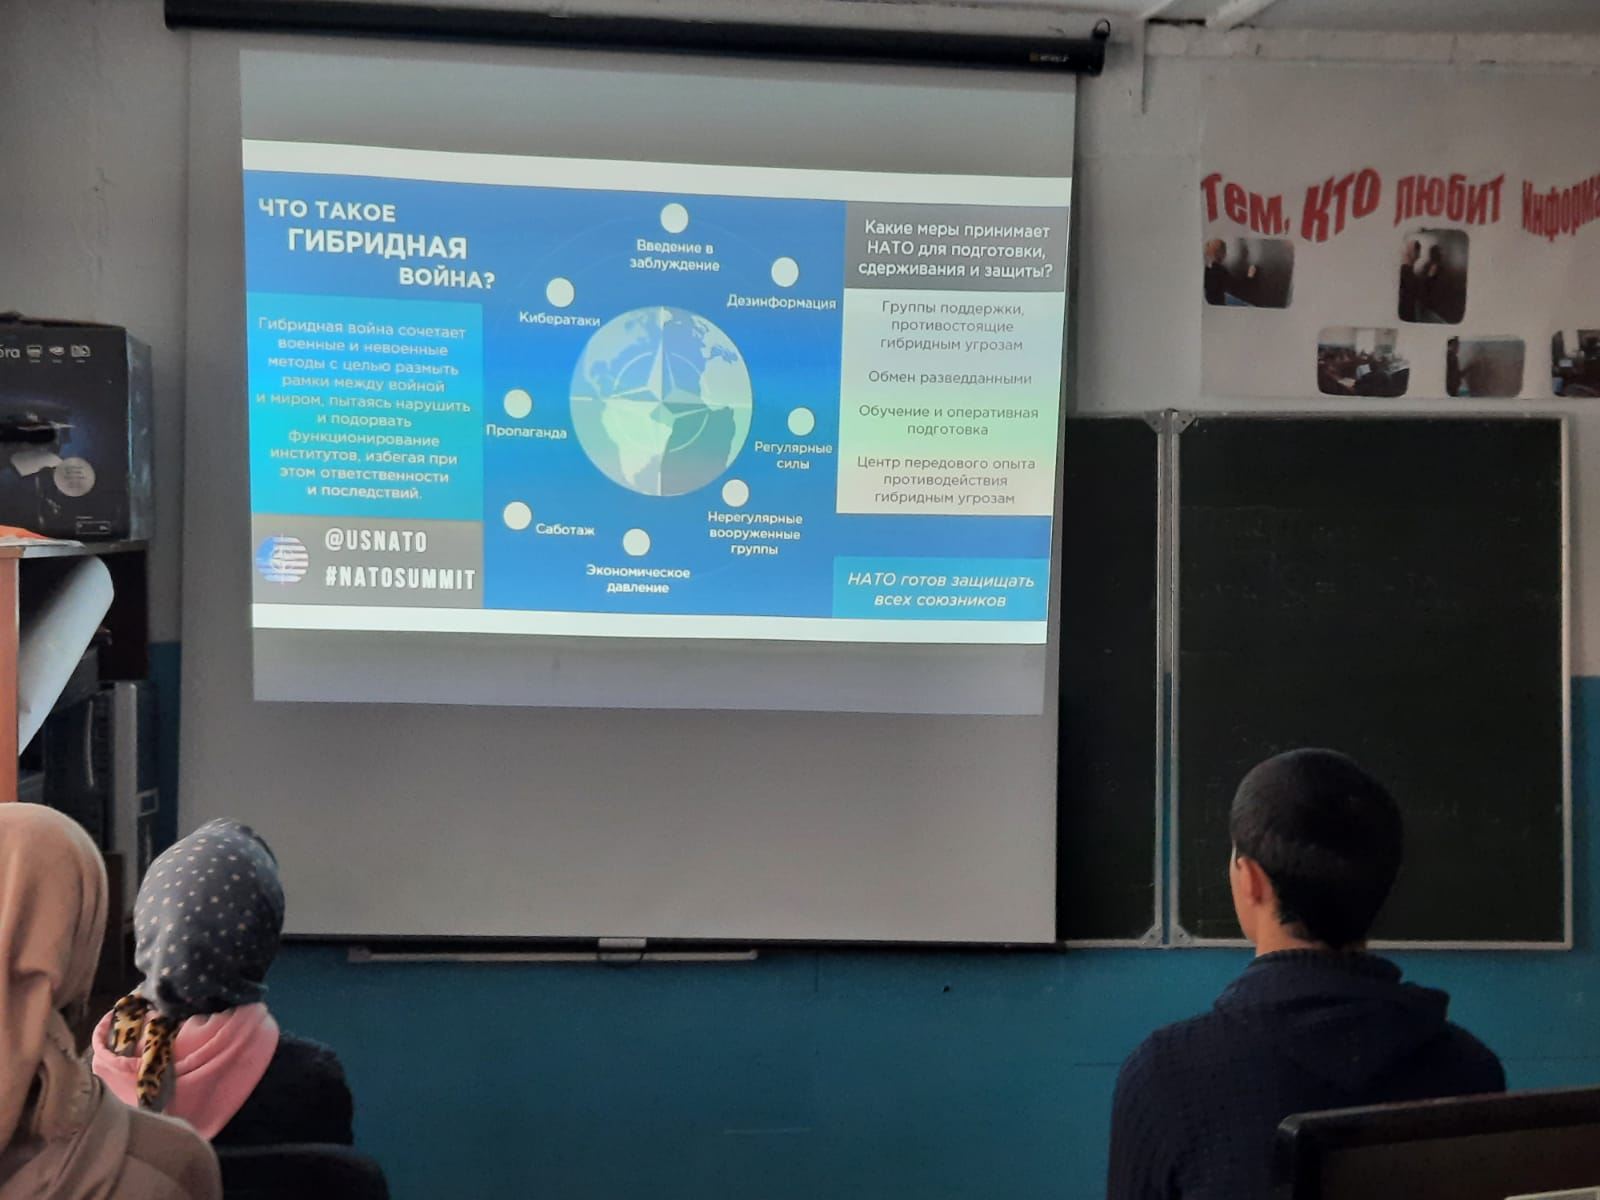 ЧТО ТАКОЕ
ГИБРИДНАЯ
ВОЙНА?
Гибридная война сочетает
военные и невоенные
методы с целью размыть
рамки между войной
и миром, пытаясь нарушить
и подорвать
функционирование
институтов, избегая при
этом ответственности
и последствий.
@USNATO
#NATOSUMMIT
Введение в
заблуждение
Дезинформация
Кибератаки
Пропаганда
Регулярные
силы
Саботаж
Нерегулярные
вооруженные
группы
Экономическое
давление
Какие меры принимает
НАТО для подготовки,
сдерживания и защиты?
Группы поддержки,
противостоящие
гибридным угрозам
Обмен разведданными
Обучение и оперативная
подготовка
Центр передового опыта
противодействия
гибридным угрозам
НАТО готов защищать
всех союзников
Тем, кто любит